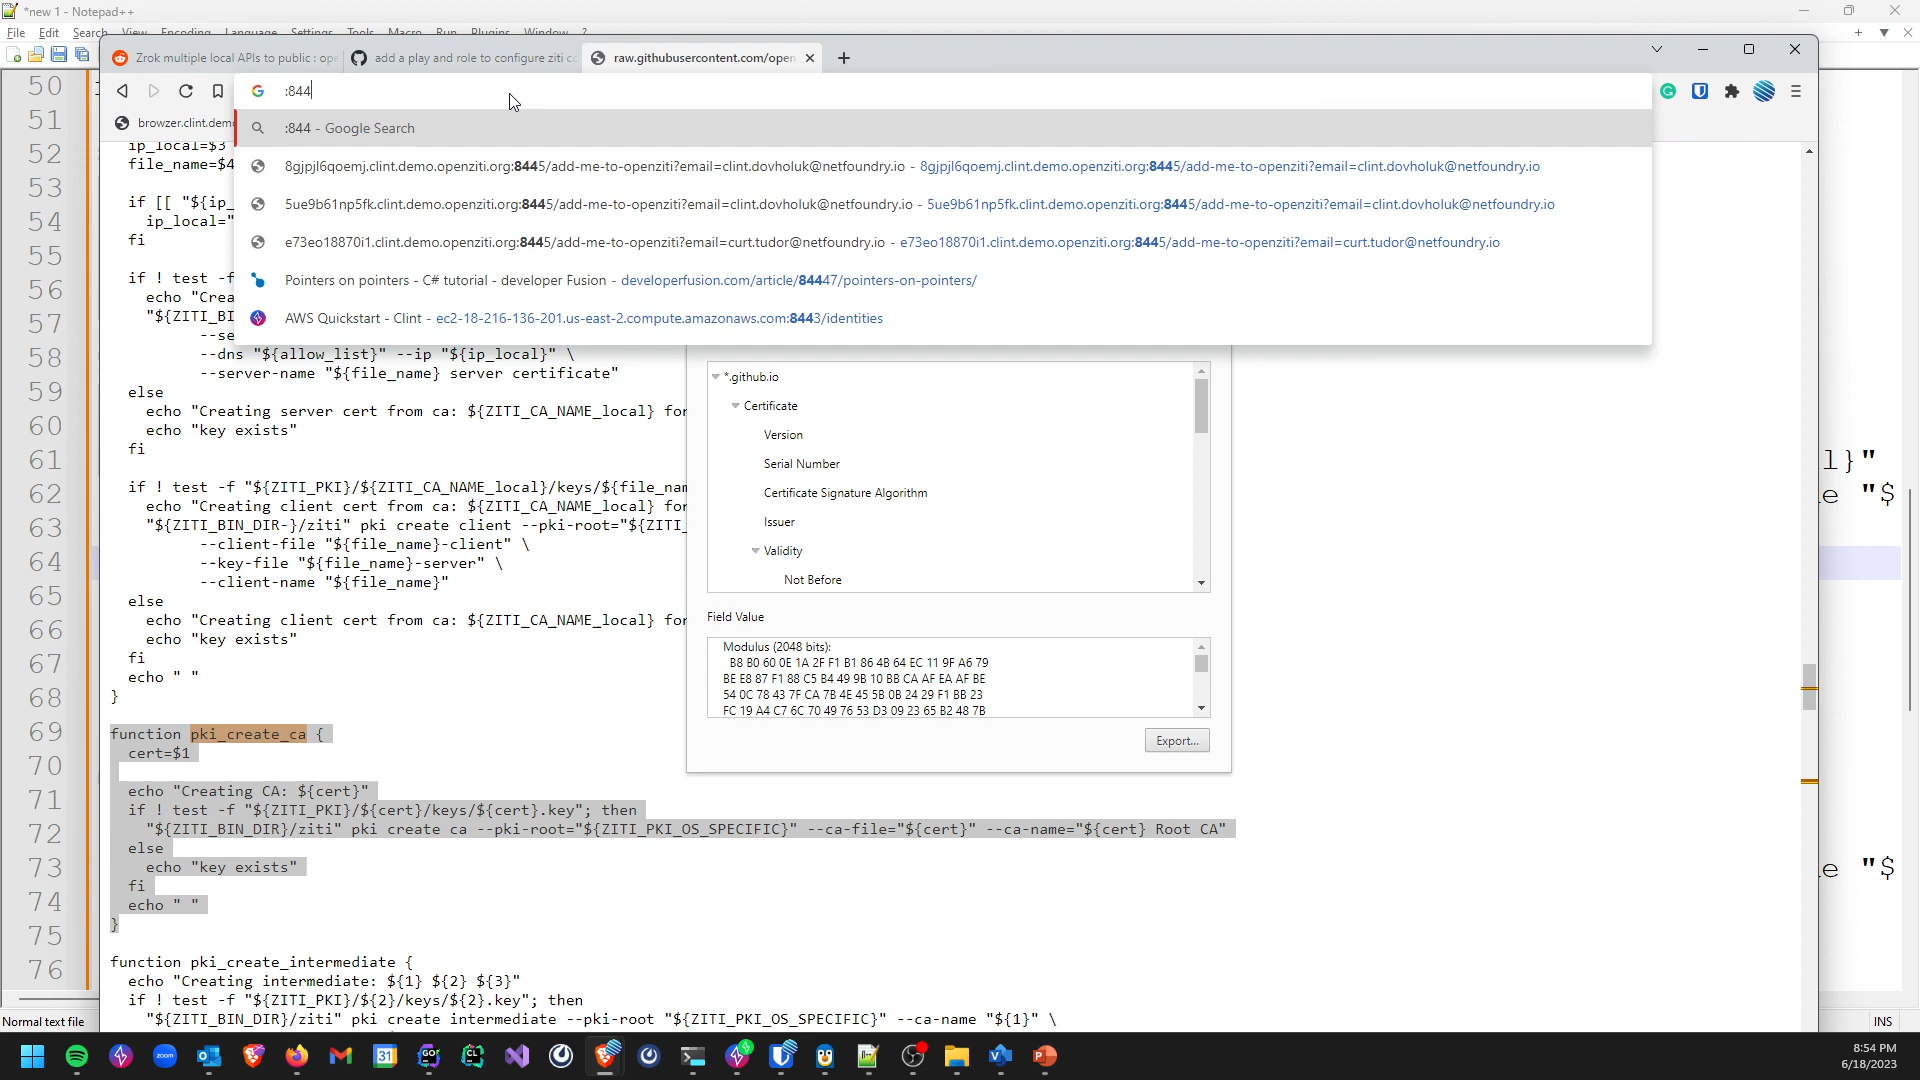 *new 1 - Notepad++
File Edit Search View Encoding Language Settings Tools Macro Run Plugins Window ?
Zrok multiple local APIs to public : ope
add a play and role to configure ziti co
raw.githubusercontent.com/open
:844
browzer.clint.demo
:844 - Google Search
8gjpjl6qoemj.clint.demo.openziti.org:8445/add-me-to-openziti?email=clint.dovholuk@netfoundry.io - 8gjpjl6qoemj.clint.demo.openziti.org:8445/add-me-to-openziti?email=clint.dovholuk@netfoundry.io
5ue9b61np5fk.clint.demo.openziti.org:8445/add-me-to-openziti?email=clint.dovholuk@netfoundry.io - 5ue9b61np5fk.clint.demo.openziti.org:8445/add-me-to-openziti?email=clint.dovholuk@netfoundry.io
e73eo18870i1.clint.demo.openziti.org:8445/add-me-to-openziti?email=curt.tudor@netfoundry.io - e73eo18870i1.clint.demo.openziti.org:8445/add-me-to-openziti?email=curt.tudor@netfoundry.io
Pointers on pointers - C# tutorial - developer Fusion - developerfusion.com/article/84447/pointers-on-pointers/
AWS Quickstart - Clint - ec2-18-216-136-201.us-east-2.compute.amazonaws.com:8443/identities
50
51
52
53
54
55
56
57
58
59
60
61
62
63
64
65
66
67
68
69
70
71
72
73
74
75
76
ip_local=$3
file_name=$4
if [[ "${ip_
ip_local="
fi
if ! test -f
echo "Crea
"${ZITI_BI
--se
--dns "${allow_list}" --ip "${ip_local}" \
--server-name "${file_name} server certificate"
else
echo "Creating server cert from ca: ${ZITI_CA_NAME_local} for
echo "key exists"
fi
if ! test -f "${ZITI_PKI}/${ZITI_CA_NAME_local}/keys/${file_nam
echo "Creating client cert from ca: ${ZITI_CA_NAME_local} for
"${ZITI_BIN_DIR-}/ziti" pki create client --pki-root="${ZITI_
--client-file "${file_name}-client" \
--key-file "${file_name}-server" \
--client-name "${file_name}"
else
echo "Creating client cert from ca: ${ZITI_CA_NAME_local} for
echo "key exists"
fi
echo " "
}
function pki_create_ca {
cert=$1
echo "Creating CA: ${cert}"
if ! test -f "${ZITI_PKI}/${cert}/keys/${cert}.key"; then
"${ZITI_BIN_DIR}/ziti" pki create ca --pki-root="${ZITI_PKI_OS_SPECIFIC}" --ca-file="${cert}" --ca-name="${cert} Root CA"
else
echo "key exists"
fi
echo " "
}
function pki_create_intermediate {
echo "Creating intermediate: ${1} ${2} ${3}"
if ! test -f "${ZITI_PKI}/${2}/keys/${2}.key"; then
"${ZITI_BIN_DIR}/ziti" pki create intermediate --pki-root "${ZITI_PKI_OS_SPECIFIC}" --ca-name "${1}" \
*.github.io
Certificate
Version
Serial Number
Certificate Signature Algorithm
Issuer
Validity
Not Before
Field Value
Modulus (2048 bits):
B8 B0 60 0E 1A 2F F1 B1 86 4B 64 EC 11 9F A6 79
BE E8 87 F1 88 C5 B4 49 9B 10 BB CA AF EA AF BE
54 0C 78 43 7F CA 7B 4E 45 5B 0B 24 29 F1 BB 23
FC 19 A4 C7 6C 70 49 76 53 D3 09 23 65 B2 48 7B
Export...
l}"
e "$
e "$
Normal text file
INS
zoom
31
8:54 PM
6/18/2023